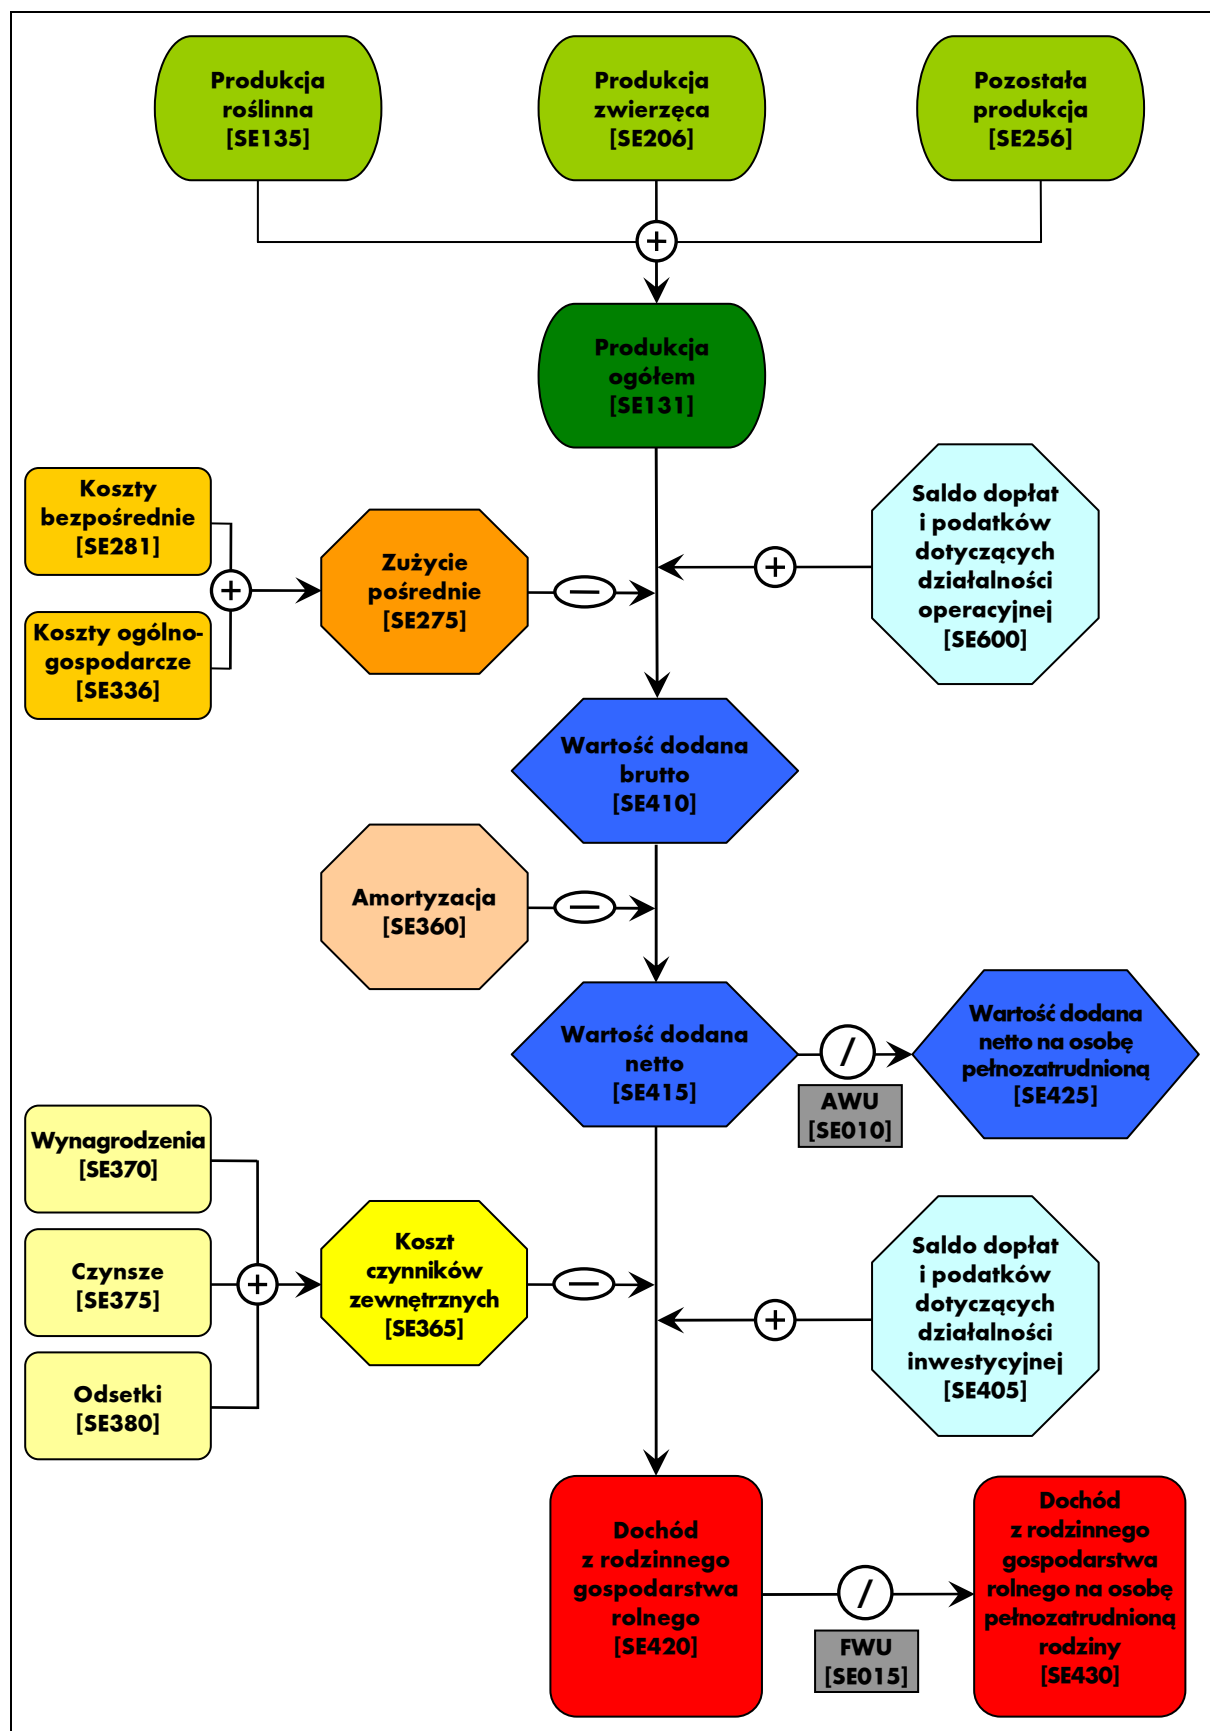 Produkcja
roślinna
[SE135]
Produkcja
zwierzęca
[SE206]
Pozostała
produkcja
[SE256]
+
Produkcja
ogółem
[SE131]
Koszty
bezpośrednie
[SE281]
Koszty ogólno-
gospodarcze
[SE336]
+
Zużycie
pośrednie
[SE275]
—
+
Saldo dopłat
i podatków
dotyczących
działalności
operacyjnej
[SE600]
Wartość dodana
brutto
[SE410]
Amortyzacja
[SE360]
—
Wartość dodana
netto
[SE415]
/
AWU
[SE010]
Wartość dodana
netto na osobę
pełnozatrudnioną
[SE425]
Wynagrodzenia
[SE370]
Czynsze
[SE375]
Odsetki
[SE380]
+
Koszt
czynników
zewnętrznych
[SE365]
—
+
Saldo dopłat
i podatków
dotyczących
działalności
inwestycyjnej
[SE405]
Dochód
z rodzinnego
gospodarstwa
rolnego
[SE420]
/
FWU
[SE015]
Dochód
z rodzinnego
gospodarstwa
rolnego na osobę
pełnozatrudnioną
rodziny
[SE430]